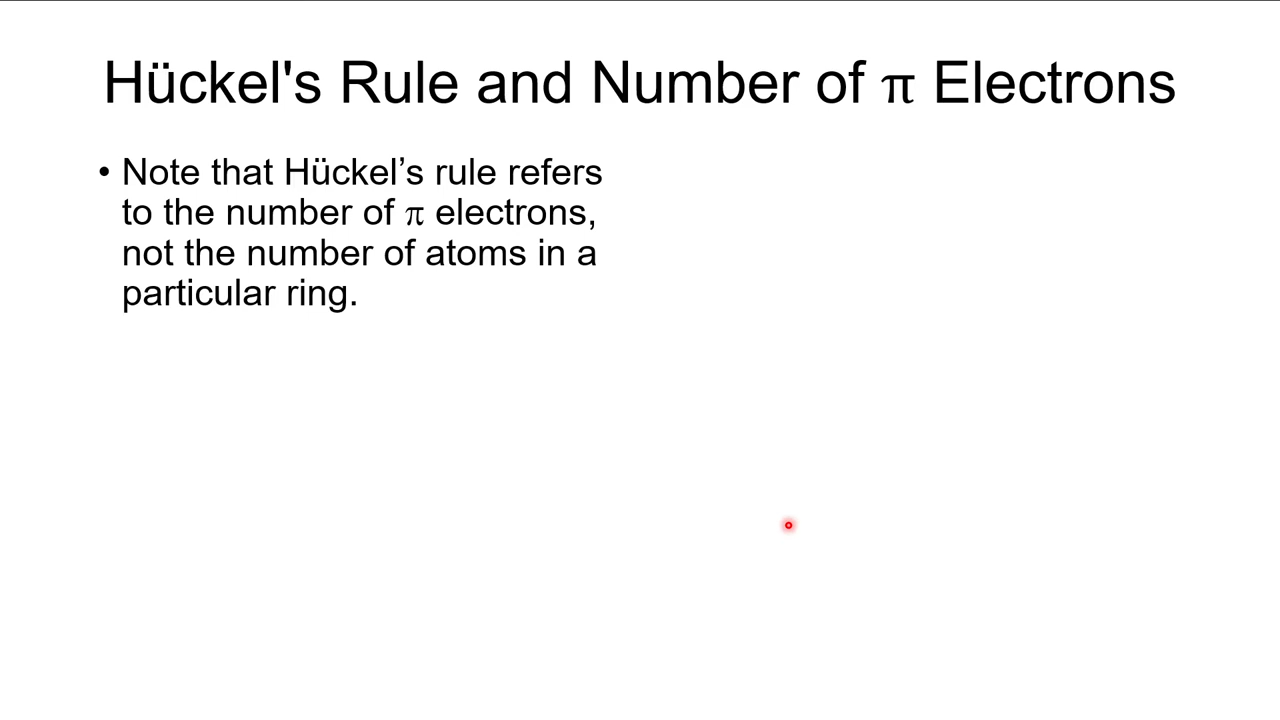 Hückel's Rule and Number of π Electrons
• Note that Hückel’s rule refers
to the number of π electrons,
not the number of atoms in a
particular ring.